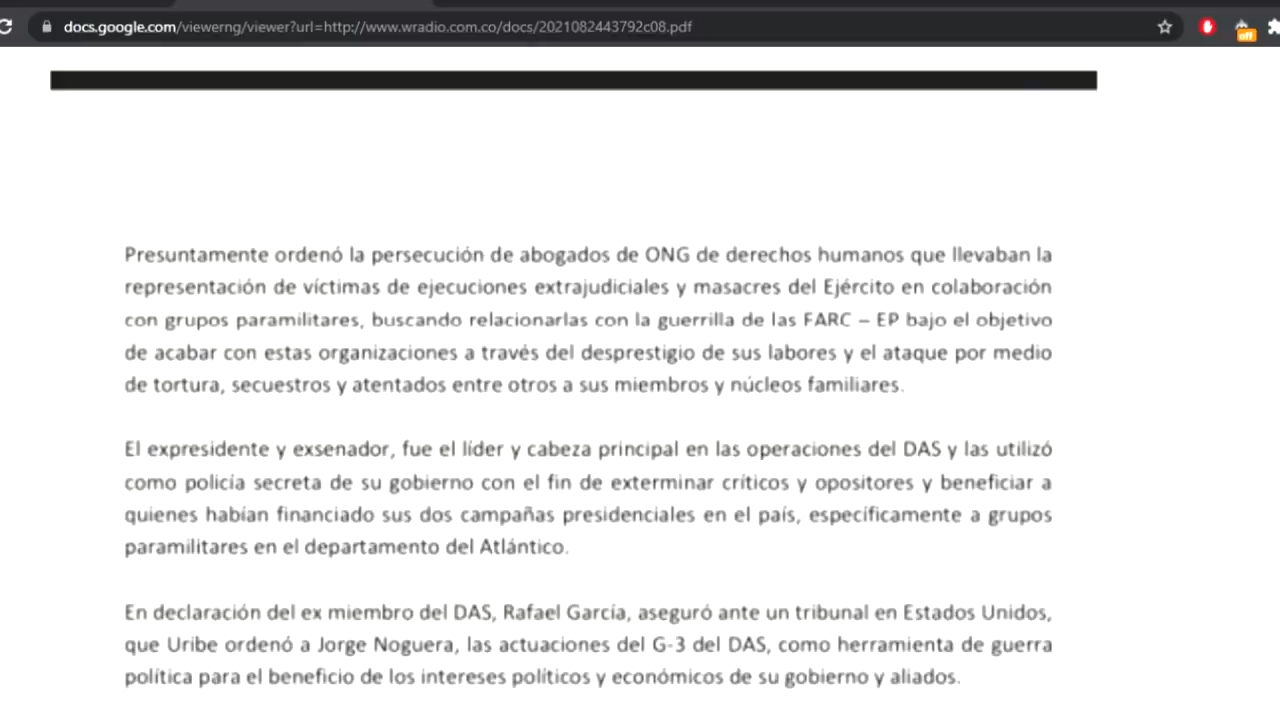 docs.google.com/viewerng/viewer?url=http://www.wradio.com.co/docs/2021082443792c08.pdf
off
Presuntamente ordenó la persecución de abogados de ONG de derechos humanos que llevaban la
representación de víctimas de ejecuciones extrajudiciales y masacres del Ejército en colaboración
con grupos paramilitares, buscando relacionarlas con la guerrilla de las FARC – EP bajo el objetivo
de acabar con estas organizaciones a través del desprestigio de sus labores y el ataque por medio
de tortura, secuestros y atentados entre otros a sus miembros y núcleos familiares.
El expresidente y exsenador, fue el líder y cabeza principal en las operaciones del DAS y las utilizó
como policía secreta de su gobierno con el fin de exterminar críticos y opositores y beneficiar a
quienes habían financiado sus dos campañas presidenciales en el país, específicamente a grupos
paramilitares en el departamento del Atlántico.
En declaración del ex miembro del DAS, Rafael García, aseguró ante un tribunal en Estados Unidos,
que Uribe ordenó a Jorge Noguera, las actuaciones del G-3 del DAS, como herramienta de guerra
política para el beneficio de los intereses políticos y económicos de su gobierno y aliados.